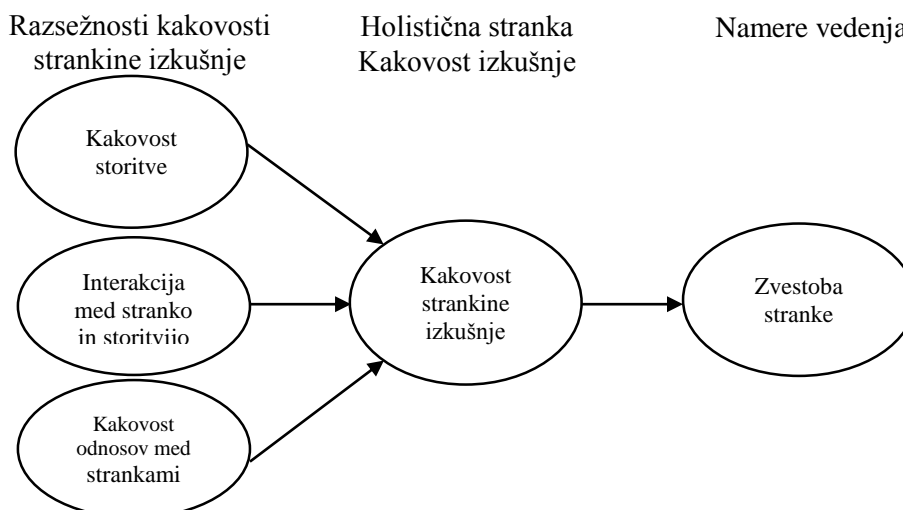 Razsežnosti kakovosti
strankine izkušnje
Holistična stranka
Kakovost izkušnje
Namere vedenja
Kakovost
storitve
Interakcija
med stranko
in storitvijo
Kakovost
odnosov med
strankami
Kakovost
strankine
izkušnje
Zvestoba
stranke